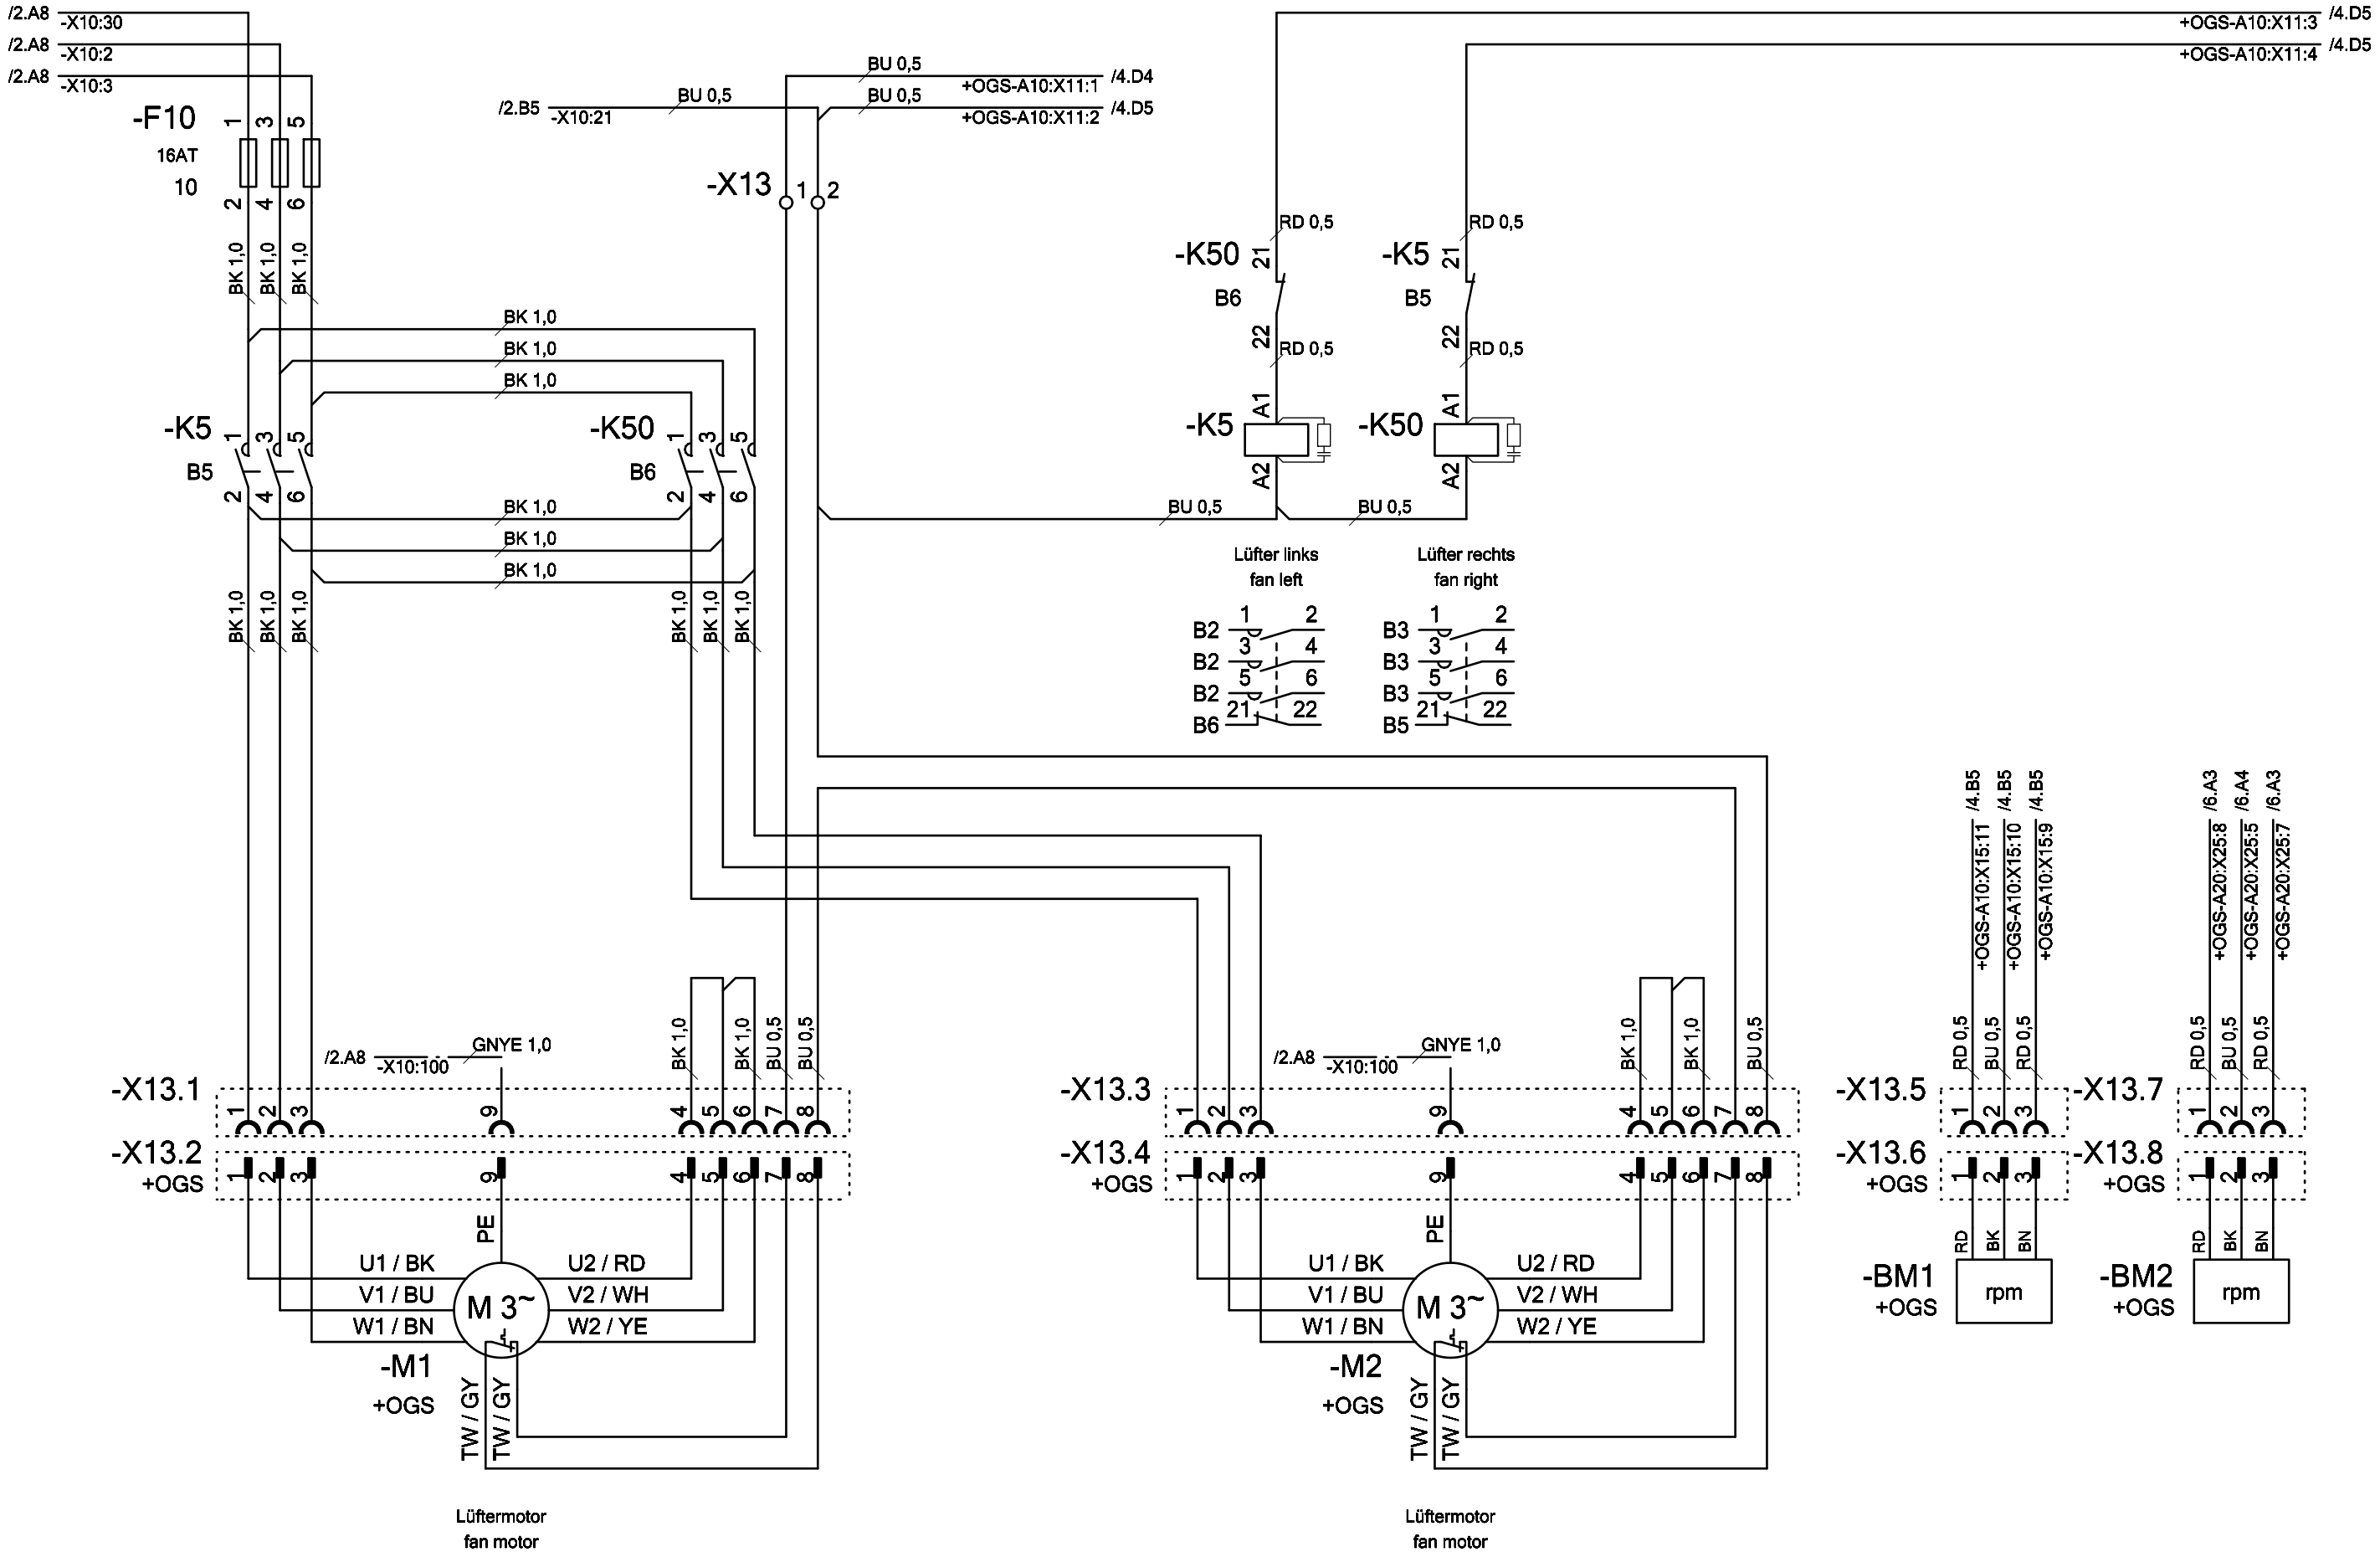 /2.A8
-X10:30
/2.A8
-X10:2
/2.A8
-X10:3
-F10
16AT
10
1 3 5
2 4 6
BK 1,0 BK 1,0 BK 1,0
/2.B5
-X10:21
BU 0,5
BU 0,5
+OGS-A10:X11:1
/4.D4
BU 0,5
+OGS-A10:X11:2
/4.D5
-X13 1 2
+OGS-A10:X11:3
/4.D5
+OGS-A10:X11:4
/4.D5
RD 0,5
-K50
B6
21
22
RD 0,5
RD 0,5
-K5
B5
21
22
RD 0,5
BK 1,0
BK 1,0
BK 1,0
-K5
B5
1 3 5
2 4 6
-K50
B6
1 3 5
2 4 6
BK 1,0
BK 1,0
BK 1,0
BK 1,0 BK 1,0 BK 1,0
BK 1,0 BK 1,0 BK 1,0
-K5
A1
A2
-K50
A1
A2
BU 0,5
BU 0,5
Lüfter links
fan left
B2 1 2
B2 3 4
B2 5 6
B6 21 22
Lüfter rechts
fan right
B3 1 2
B3 3 4
B3 5 6
B5 21 22
/2.A8
-X10:100
GNYE 1,0
BK 1,0 BK 1,0 BU 0,5 BU 0,5
-X13.1
1 2 3 9 4 5 6 7 8
-X13.2
+OGS
1 2 3 9 4 5 6 7 8
PE
U1 / BK
V1 / BU
W1 / BN
M 3~
U2 / RD
V2 / WH
W2 / YE
-M1
+OGS
TW / GY
TW / GY
Lüftermotor
fan motor
/2.A8
-X10:100
GNYE 1,0
BK 1,0 BK 1,0 BU 0,5
-X13.3
1 2 3 9 4 5 6 7 8
-X13.4
+OGS
1 2 3 9 4 5 6 7 8
PE
U1 / BK
V1 / BU
W1 / BN
M 3~
U2 / RD
V2 / WH
W2 / YE
-M2
+OGS
TW / GY
TW / GY
Lüftermotor
fan motor
/4.B5 /4.B5 /4.B5
+OGS-A10:X15:11
+OGS-A10:X15:10
+OGS-A10:X15:9
RD 0,5 BU 0,5 RD 0,5
-X13.5
1 2 3
-X13.6
+OGS
1 2 3
RD BK BN
-BM1
+OGS
rpm
/6.A3 /6.A4 /6.A3
+OGS-A20:X25:8
+OGS-A20:X25:5
+OGS-A20:X25:7
RD 0,5 BU 0,5 RD 0,5
-X13.7
1 2 3
-X13.8
+OGS
1 2 3
RD BK BN
-BM2
+OGS
rpm